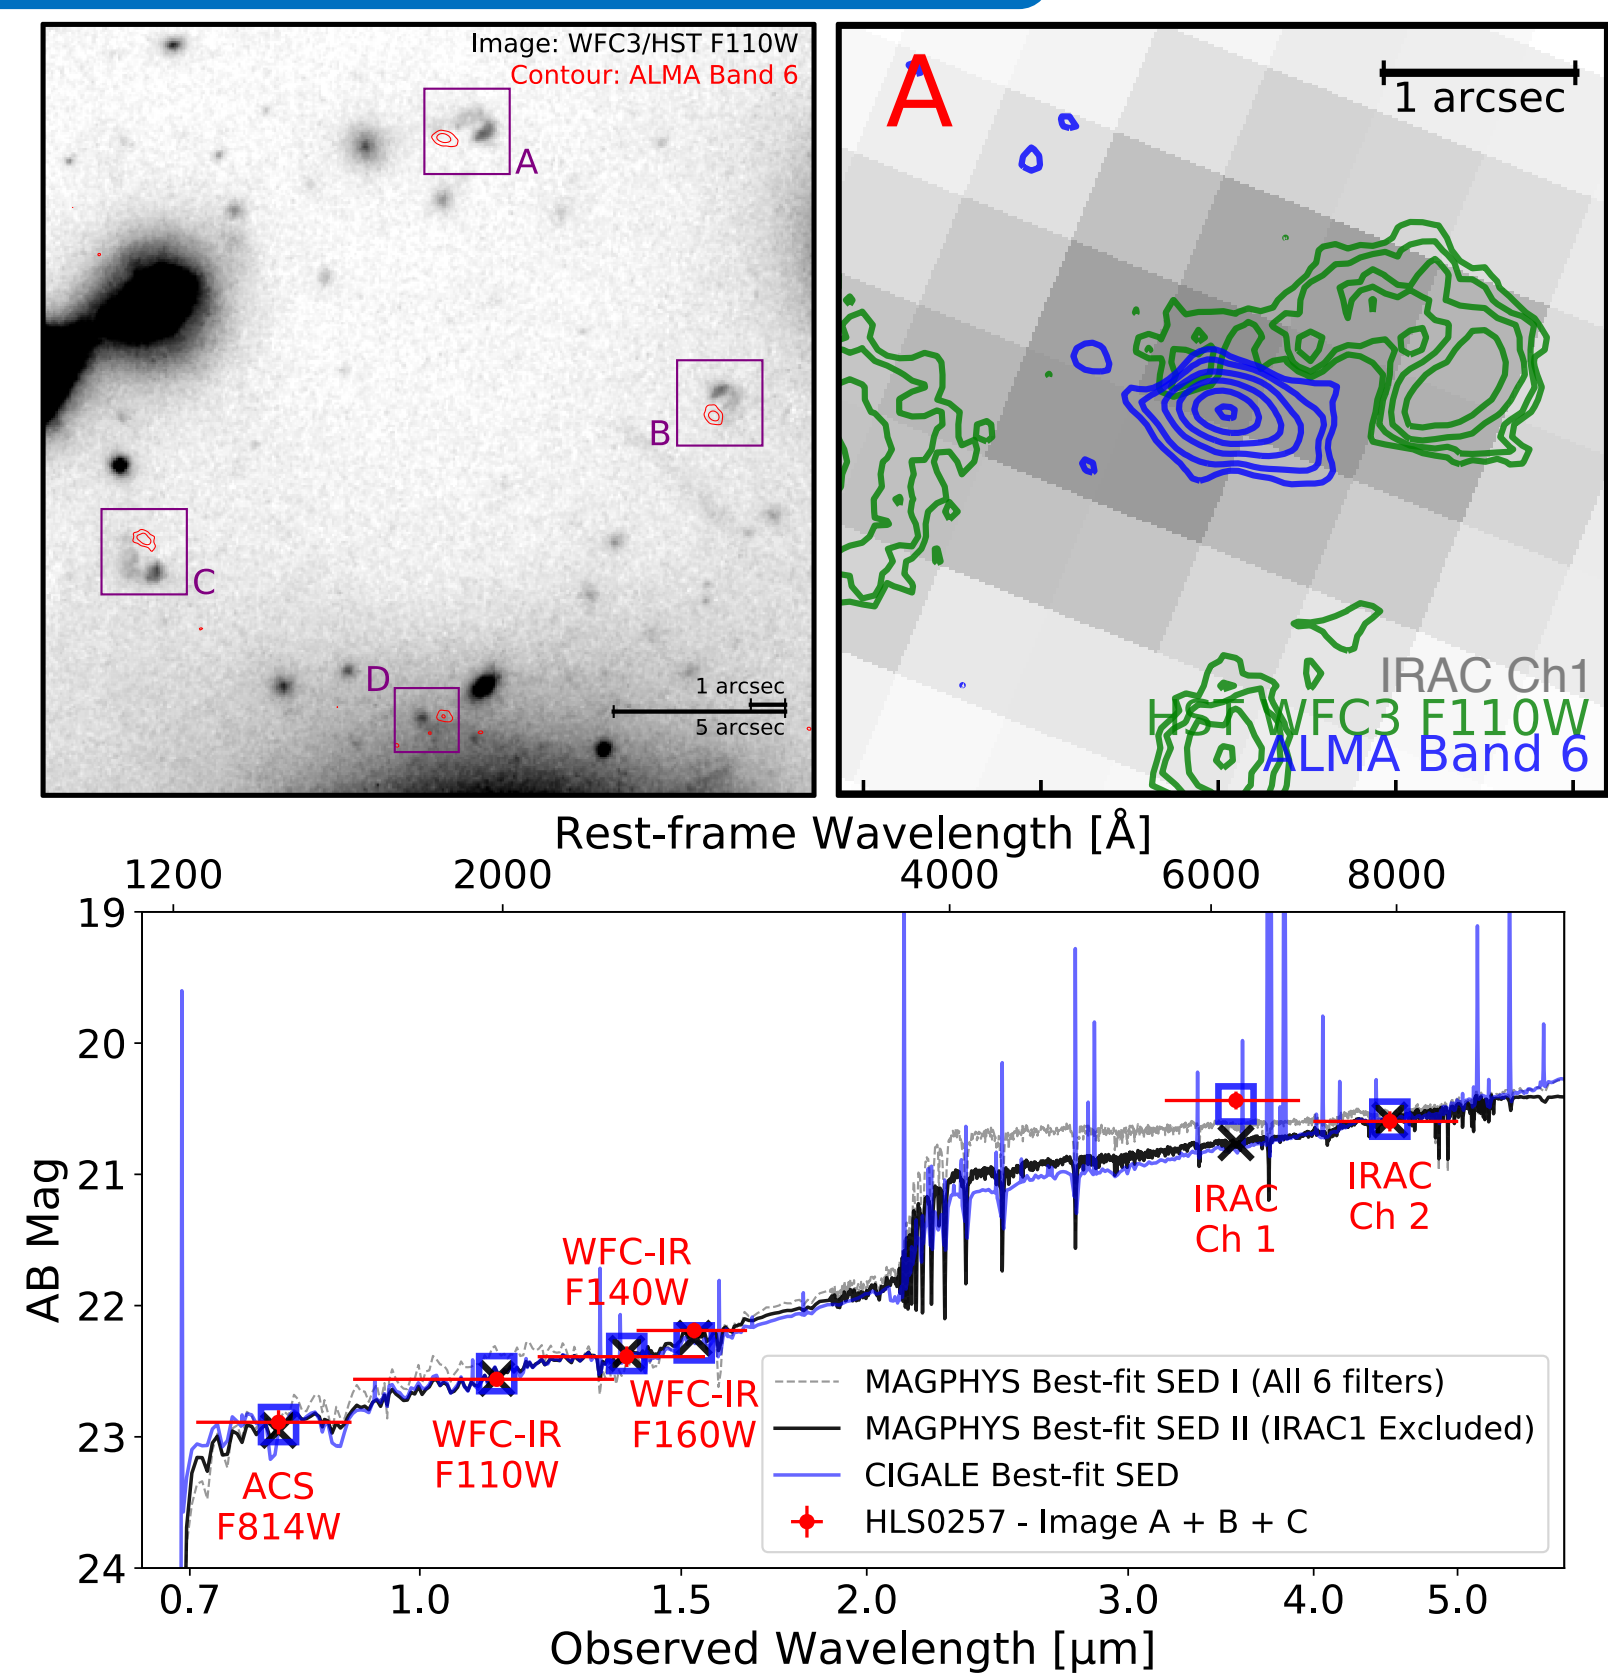 Image: WFC3/HST F110W
Contour: ALMA Band 6
A
B
C
D
1 arcsec
5 arcsec
A
1 arcsec
IRAC Ch1
HST WFC3 F110W
ALMA Band 6
Rest-frame Wavelength [Å]
1200 2000 4000 6000 8000
19
20
21
22
23
24
AB Mag
ACS
F814W
WFC-IR
F110W
WFC-IR
F140W
WFC-IR
F160W
IRAC
Ch 1
IRAC
Ch 2
MAGPHYS Best-fit SED I (All 6 filters)
MAGPHYS Best-fit SED II (IRAC1 Excluded)
CIGALE Best-fit SED
HLS0257 - Image A + B + C
0.7 1.0 1.5 2.0 3.0 4.0 5.0
Observed Wavelength [μm]